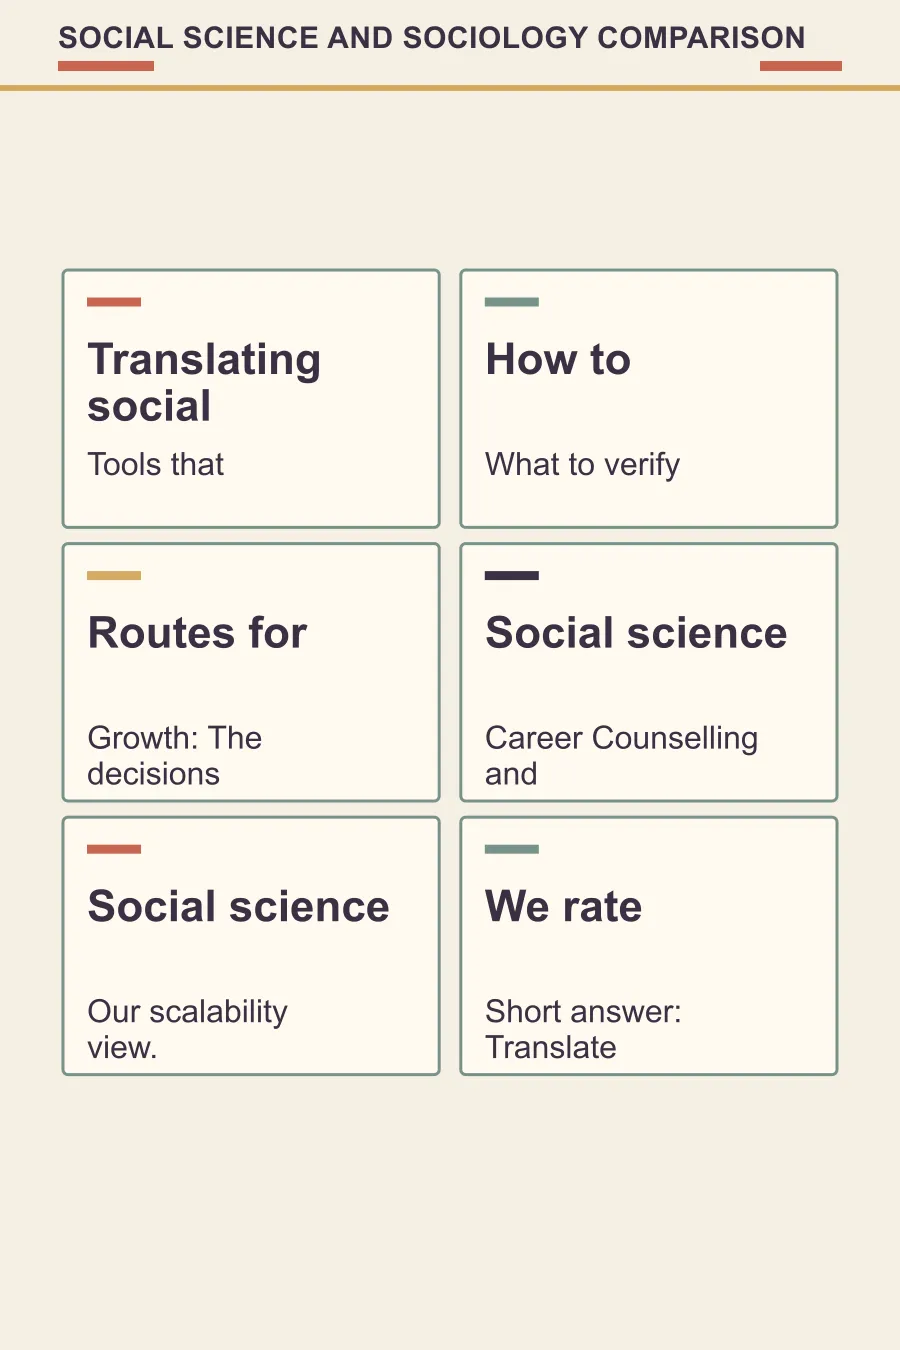 SOCIAL SCIENCE AND SOCIOLOGY COMPARISON
Translating
social
Tools that
How to
What to verify
Routes for
Growth: The
decisions
Social science
Career Counselling
and
Social science
Our scalability
view.
We rate
Short answer:
Translate